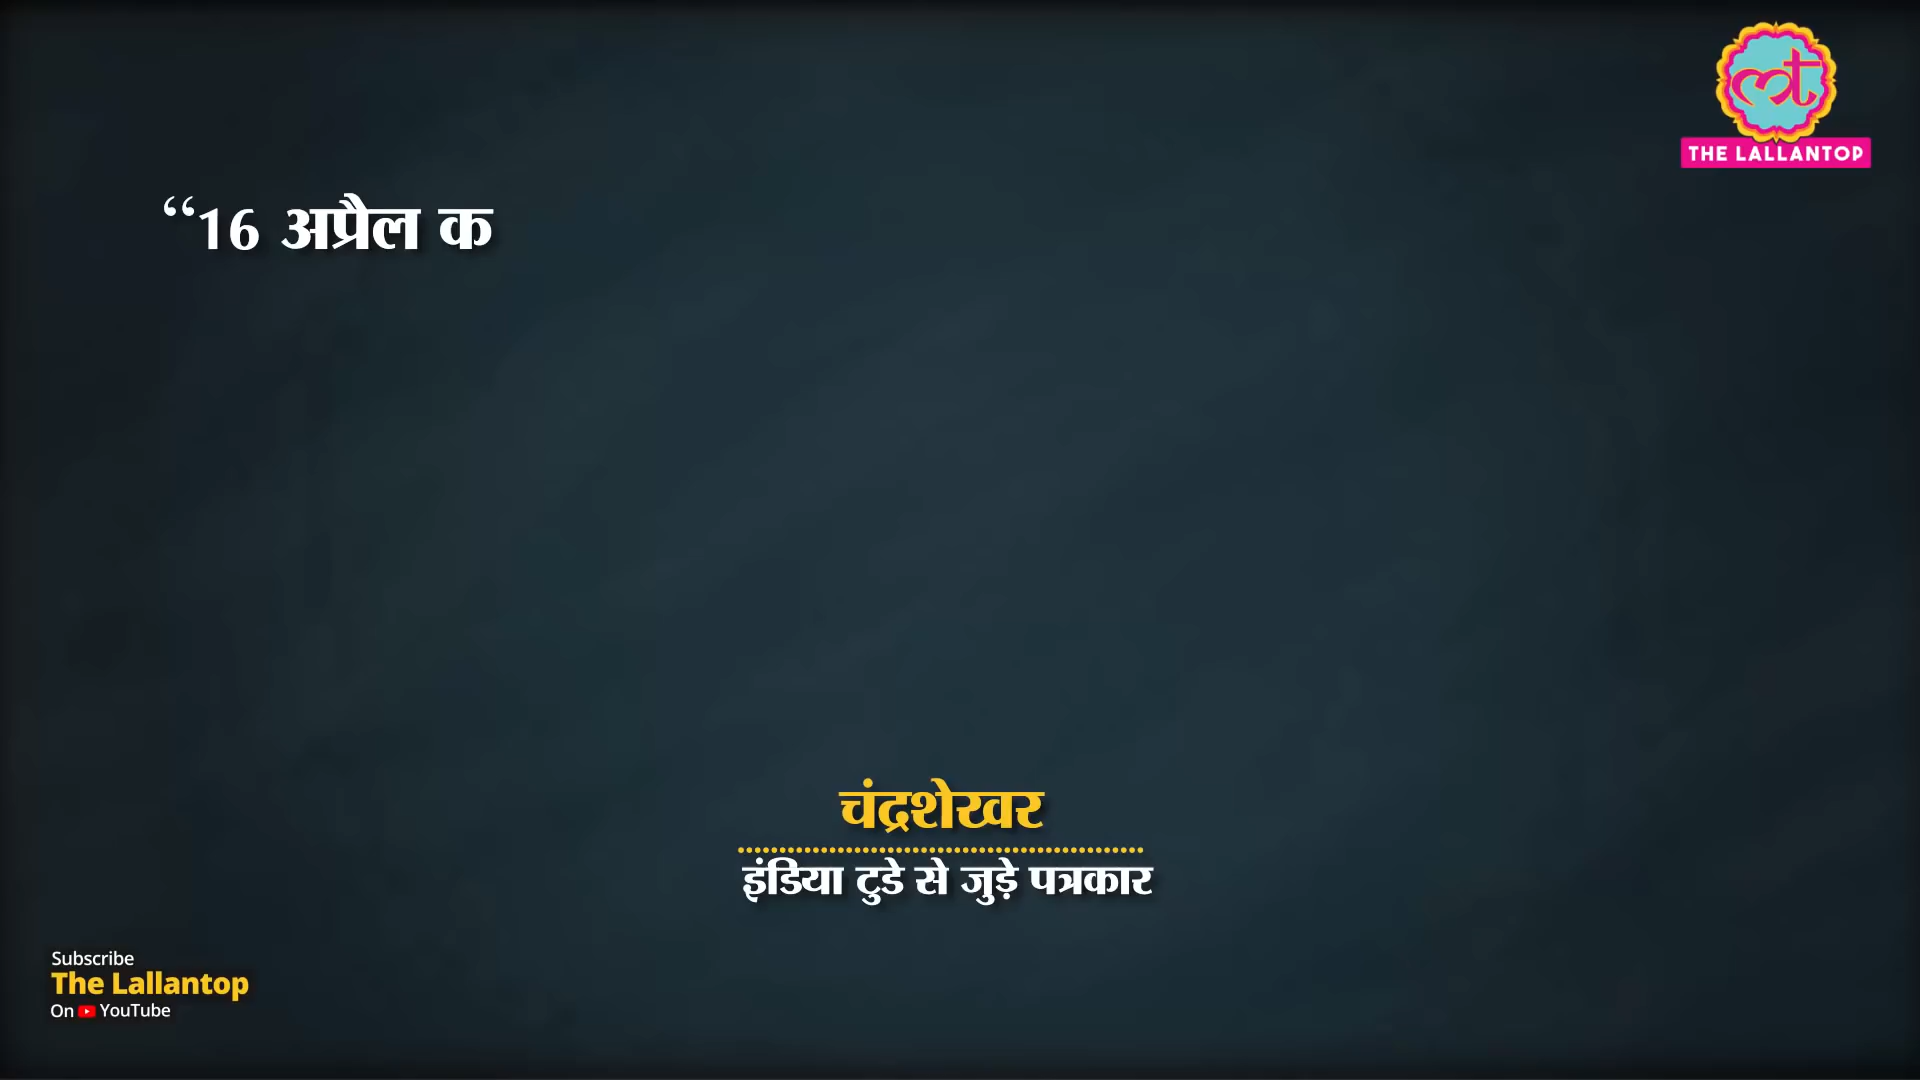 THE LALLANTOP
“16 अप्रैल क
चंद्रशेखर
इंडिया टुडे से जुड़े पत्रकार
Subscribe
The Lallantop
On YouTube